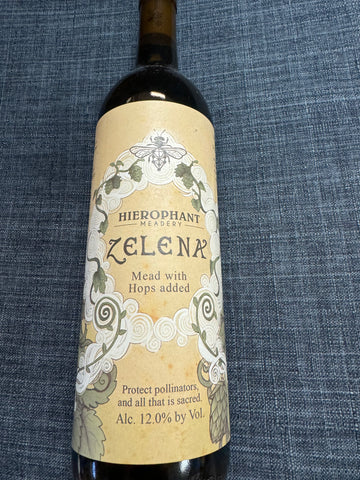 HIEROPHANT
MEADERY
ZELENA
Mead with
Hops added
Protect pollinators,
and all that is sacred.
Alc. 12.0% by Vol.